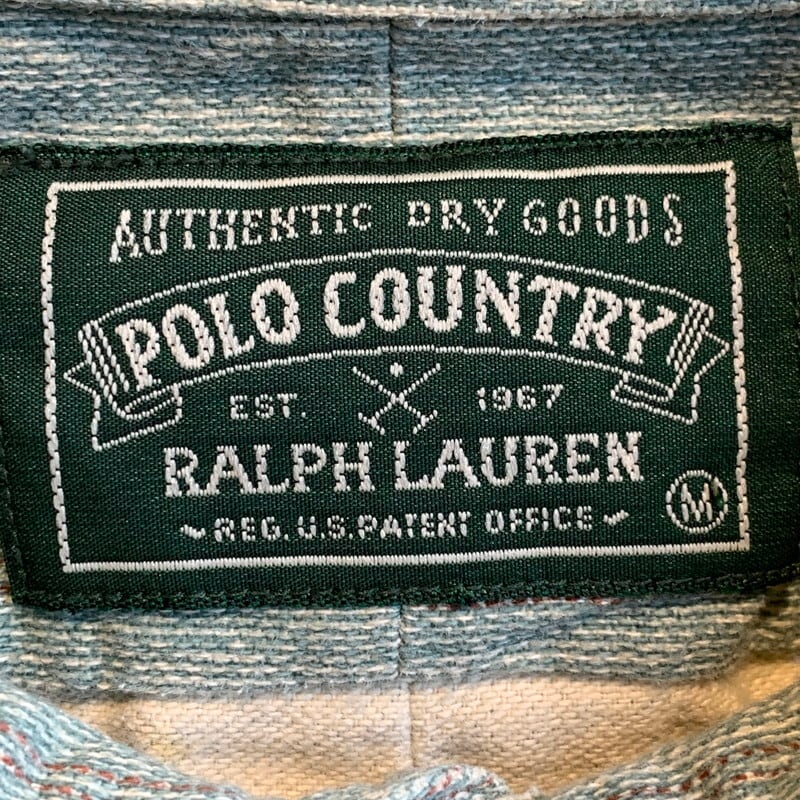 AUTHENTIC DRY GOODS
POLO COUNTRY
EST. 1967
RALPH LAUREN
M
REG. U.S. PATENT OFFICE